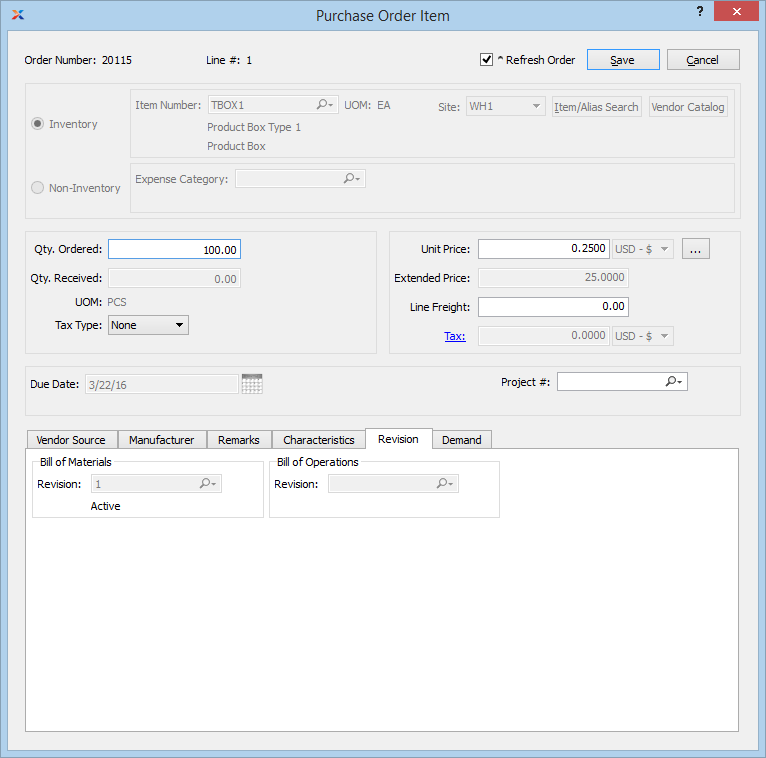 Purchase Order Item
?
Order Number: 20115
Line #: 1
^ Refresh Order
Save
Cancel
Inventory
Item Number: TBOX1
UOM: EA
Site: WH1
Item/Alias Search
Vendor Catalog
Product Box Type 1
Product Box
Non-Inventory
Expense Category:
Qty. Ordered: 100.00
Qty. Received: 0.00
UOM: PCS
Tax Type: None
Unit Price: 0.2500 USD - $ ...
Extended Price: 25.0000
Line Freight: 0.00
Tax: 0.0000 USD - $
Due Date: 3/22/16
Project #:
Vendor Source
Manufacturer
Remarks
Characteristics
Revision
Demand
Bill of Materials
Revision: 1
Active
Bill of Operations
Revision: